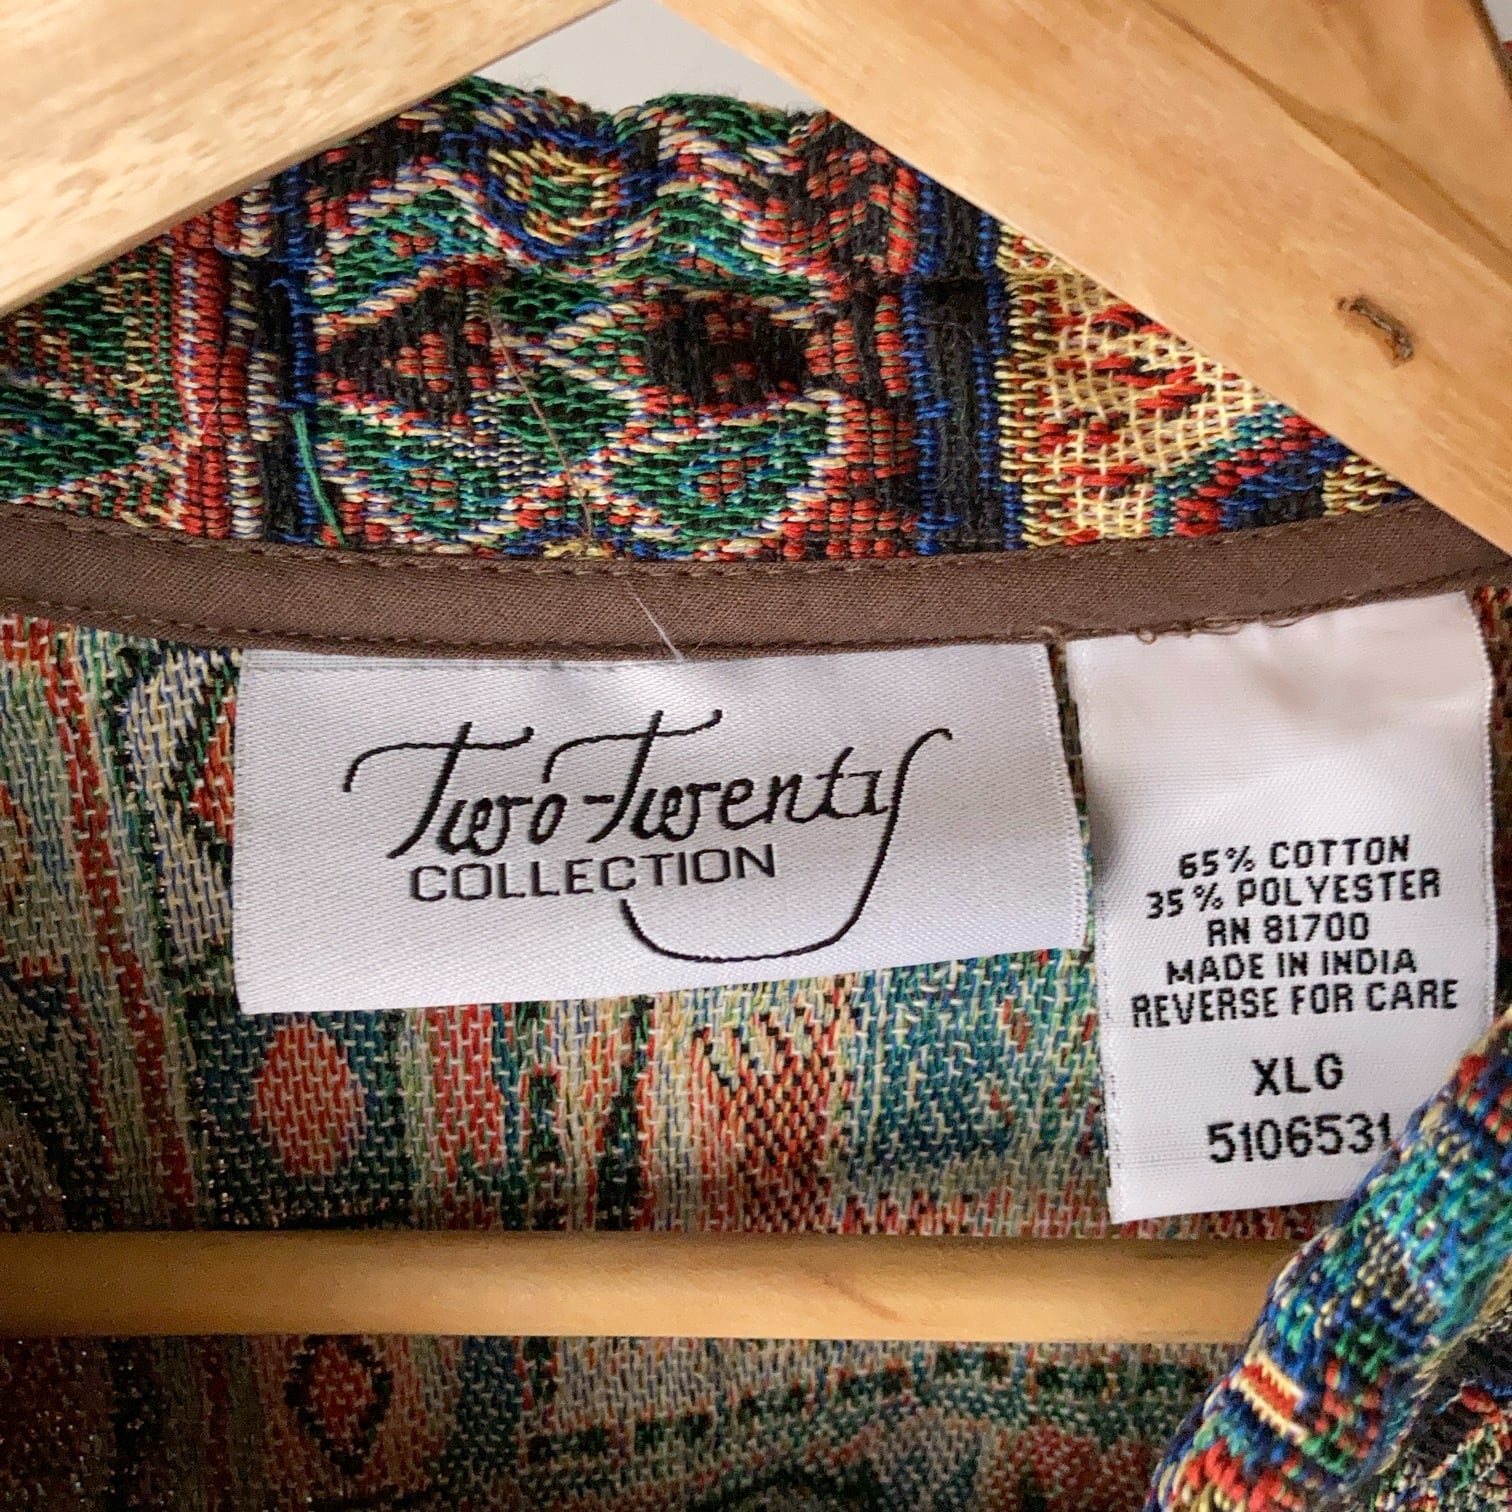 Two-Twenty
COLLECTION
65% COTTON
35% POLYESTER
RN 81700
MADE IN INDIA
REVERSE FOR CARE
XLG
5106531